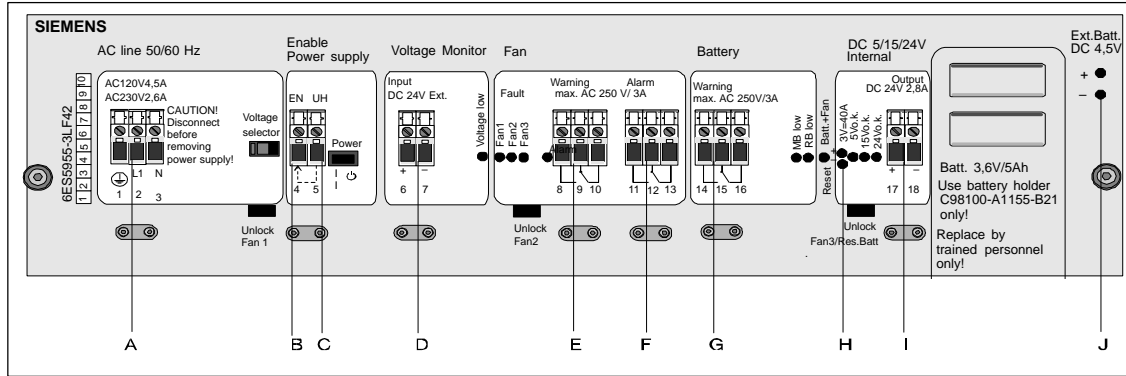 SIEMENS
AC line 50/60 Hz
Enable
Power supply
Voltage Monitor
Fan
Battery
DC 5/15/24V
Internal
Ext.Batt.
DC 4,5V
+
−
6ES5955-3LF42
10
9
8
7
6
5
4
3
2
1
AC120V4,5A
AC230V2,6A
CAUTION!
Disconnect
before
removing
power supply!
Voltage
selector
L1
N
1
2
3
Unlock
Fan 1
EN
UH
Power
4
5
I
Input
DC 24V Ext.
+
−
6
7
Voltage low
Fault
Fan1
Fan2
Fan3
Alarm
Warning
Alarm
max. AC 250 V/ 3A
8
9
10
11
12
13
Unlock
Fan2
Warning
max. AC 250V/3A
14
15
16
MB low
RB low
Batt.+Fan
Reset
+
−
3V=40A
5Vo.k.
15Vo.k.
24Vo.k.
Output
DC 24V 2,8A
+
−
17
18
Unlock
Fan3/Res.Batt
Batt. 3,6V/5Ah
Use battery holder
C98100-A1155-B21
only!
Replace by
trained personnel
only!
A
B
C
D
E
F
G
H
I
J